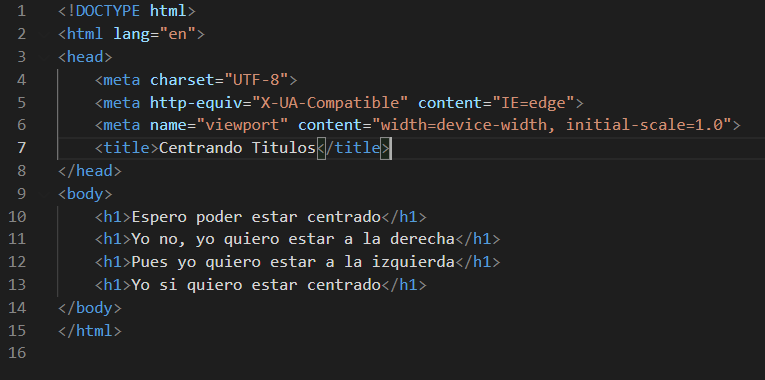 1 <!DOCTYPE html>
2 <html lang="en">
3 <head>
4     <meta charset="UTF-8">
5     <meta http-equiv="X-UA-Compatible" content="IE=edge">
6     <meta name="viewport" content="width=device-width, initial-scale=1.0">
7     <title>Centrando Titulos</title>
8 </head>
9 <body>
10     <h1>Espero poder estar centrado</h1>
11     <h1>Yo no, yo quiero estar a la derecha</h1>
12     <h1>Pues yo quiero estar a la izquierda</h1>
13     <h1>Yo si quiero estar centrado</h1>
14 </body>
15 </html>
16